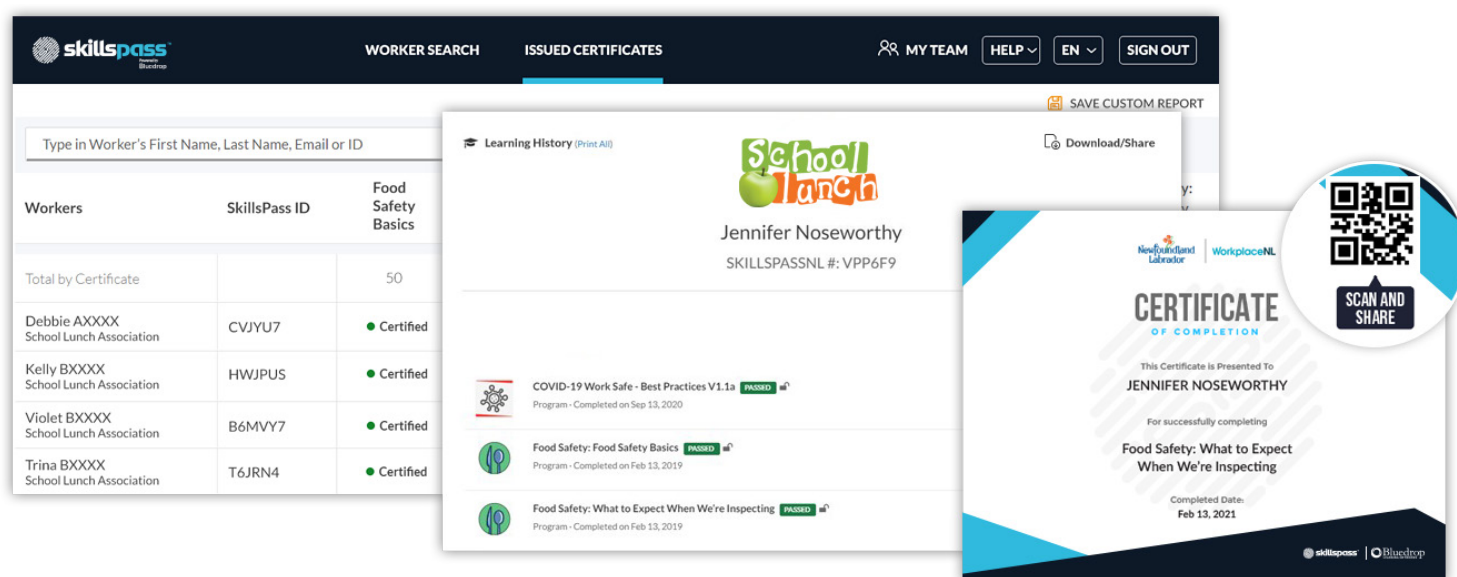 skillspass
Powered by
Bluedrop
WORKER SEARCH
ISSUED CERTIFICATES
MY TEAM
HELP
EN
SIGN OUT
SAVE CUSTOM REPORT
Type in Worker's First Name, Last Name, Email or ID
Workers
SkillsPass ID
Food
Safety
Basics
Total by Certificate
50
Debbie AXXXX
School Lunch Association
CVJYU7
Certified
Kelly BXXXX
School Lunch Association
HWJPUS
Certified
Violet BXXXX
School Lunch Association
B6MVY7
Certified
Trina BXXXX
School Lunch Association
T6JRN4
Certified
Learning History (Print All)
School
lunch
Download/Share
Jennifer Noseworthy
SKILLSPASSNL #: VPP6F9
COVID-19 Work Safe - Best Practices V1.1a PASSED
Program - Completed on Sep 13, 2020
Food Safety: Food Safety Basics PASSED
Program - Completed on Feb 13, 2019
Food Safety: What to Expect When We're Inspecting PASSED
Program - Completed on Feb 13, 2019
Newfoundland
Labrador
WorkplaceNL
CERTIFICATE
OF COMPLETION
This Certificate is Presented To
JENNIFER NOSEWORTHY
For successfully completing
Food Safety: What to Expect
When We're Inspecting
Completed Date:
Feb 13, 2021
skillspass
Bluedrop
SCAN AND
SHARE